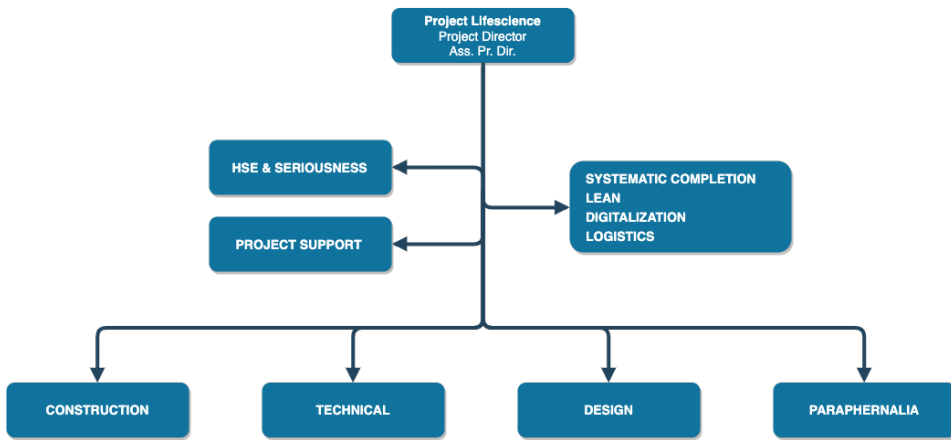 Project Lifescience
Project Director
Ass. Pr. Dir.
HSE & SERIOUSNESS
PROJECT SUPPORT
SYSTEMATIC COMPLETION
LEAN
DIGITALIZATION
LOGISTICS
CONSTRUCTION
TECHNICAL
DESIGN
PARAPHERNALIA